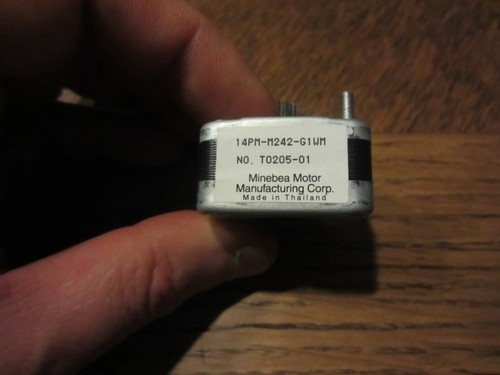 14PM-M242-G1WM
NO. T0205-01
Minebea Motor
Manufacturing Corp.
Made in Thailand